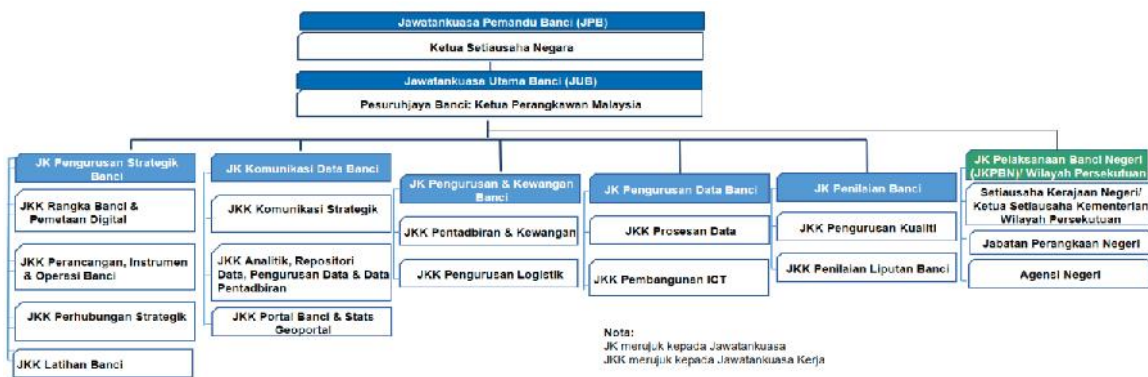 Jawatankuasa Pemandu Banci (JPB)
Ketua Setiausaha Negara
Jawatankuasa Utama Banci (JUB)
Pesuruhjaya Banci: Ketua Perangkawan Malaysia
JK Pengurusan Strategik
Banci
JKK Rangka Banci &
Pemetaan Digital
JKK Perancangan, Instrumen
& Operasi Banci
JKK Perhubungan Strategik
JKK Latihan Banci
JK Komunikasi Data Banci
JKK Komunikasi Strategik
JKK Analitik, Repositori
Data, Pengurusan Data & Data
Pentadbiran
JKK Portal Banci & Stats
Geoportal
JK Pengurusan & Kewangan
Banci
JKK Pentadbiran & Kewangan
JKK Pengurusan Logistik
JK Pengurusan Data Banci
JKK Prosesan Data
JKK Pembangunan ICT
JK Penilaian Banci
JKK Pengurusan Kualiti
JKK Penilaian Liputan Banci
JK Pelaksanaan Banci Negeri
(JKPBN)/ Wilayah Persekutuan
Setiausaha Kerajaan Negeri/
Ketua Setiausaha Kementerian
Wilayah Persekutuan
Jabatan Perangkaan Negeri
Agensi Negeri
Nota:
JK merujuk kepada Jawatankuasa
JKK merujuk kepada Jawatankuasa Kerja